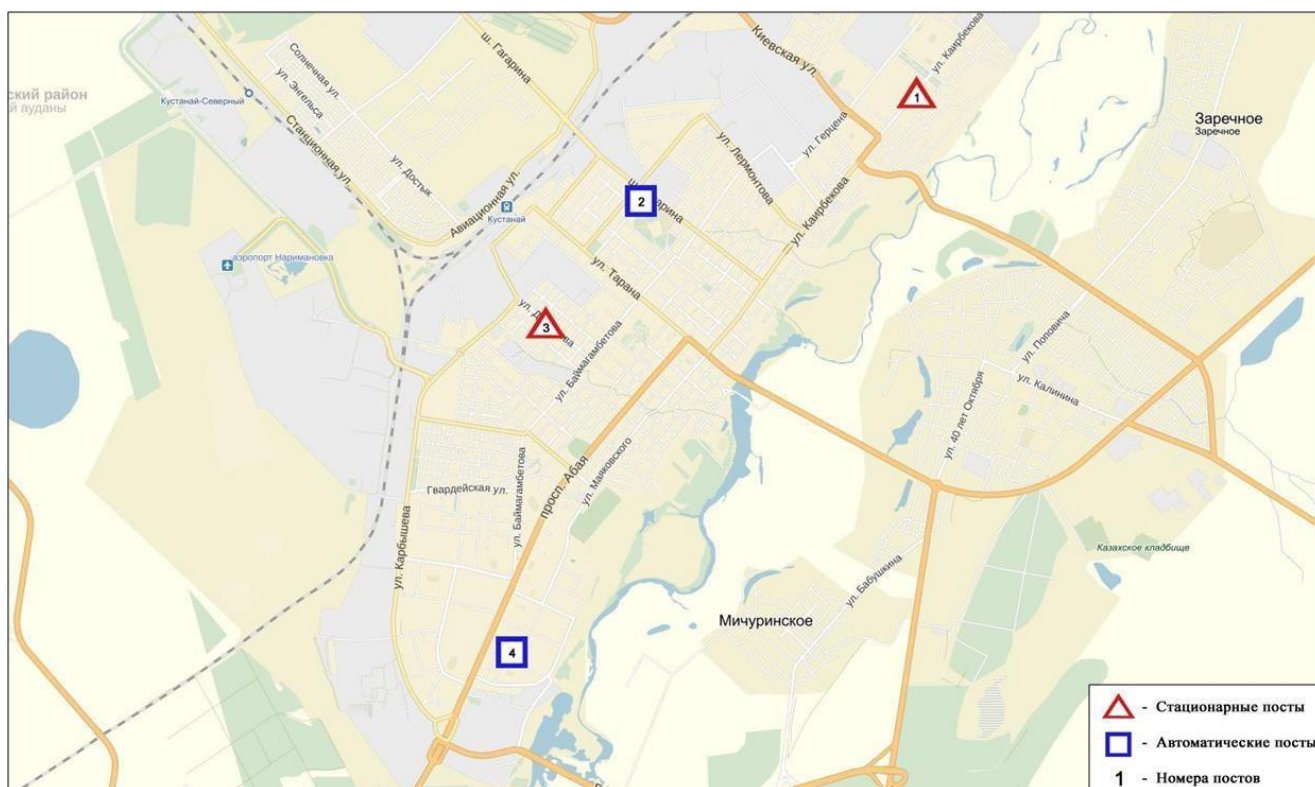 ский район
й ауданы
Кустанай-Северный
Солнечная ул.
ул. Энгельса
Станционная ул.
ул. Достык
ш. Гагарина
Авиационная ул.
Кустанай
аэропорт Наримановка
Киевская ул.
ул. Каирбекова
1
ул. Герцена
ул. Лермонтова
ул. Каирбекова
Заречное
Заречное
2
ул. Тарана
3
ул. Баймагамбетова
ул. Поповича
ул. Калинина
ул. 40 лет Октября
просп. Абая
ул. Маяковского
Гвардейская ул.
ул. Баймагамбетова
ул. Карбышева
Казахское кладбище
ул. Бабушкина
Мичуринское
4
- Стационарные посты
- Автоматические посты
1 - Номера постов